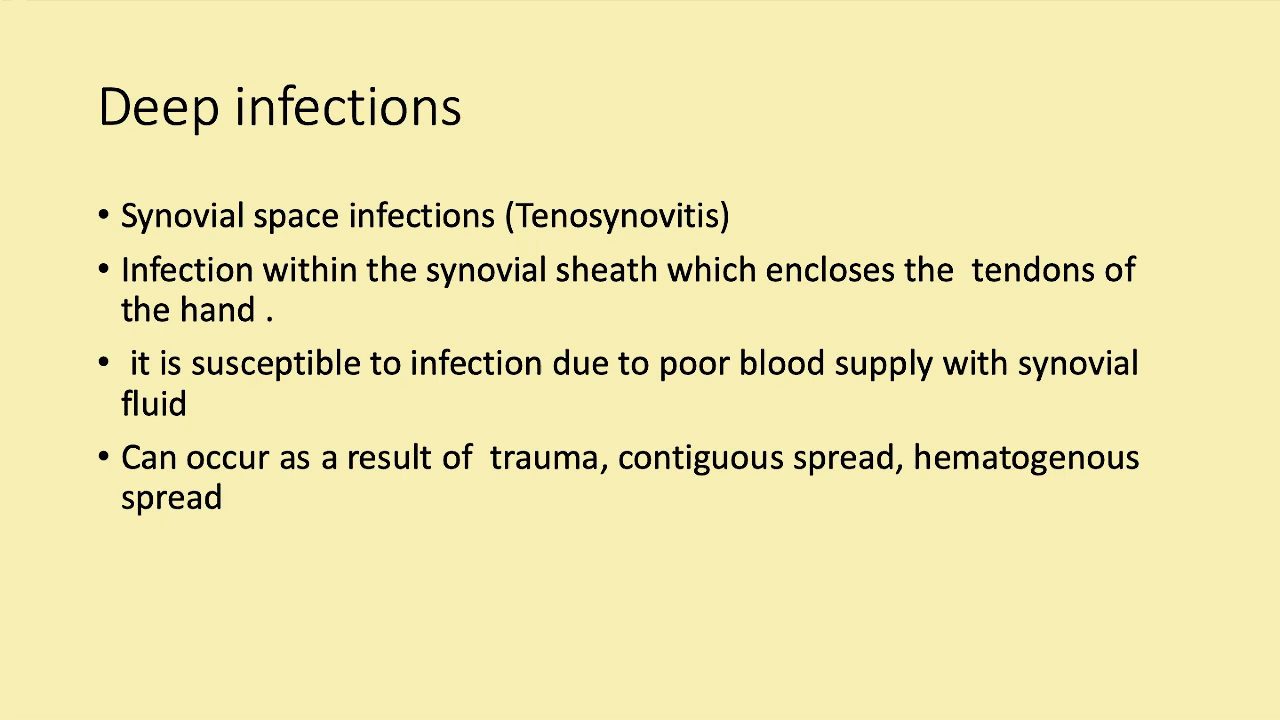 Deep infections
• Synovial space infections (Tenosynovitis)
• Infection within the synovial sheath which encloses the  tendons of
the hand .
•  it is susceptible to infection due to poor blood supply with synovial
fluid
• Can occur as a result of  trauma, contiguous spread, hematogenous
spread